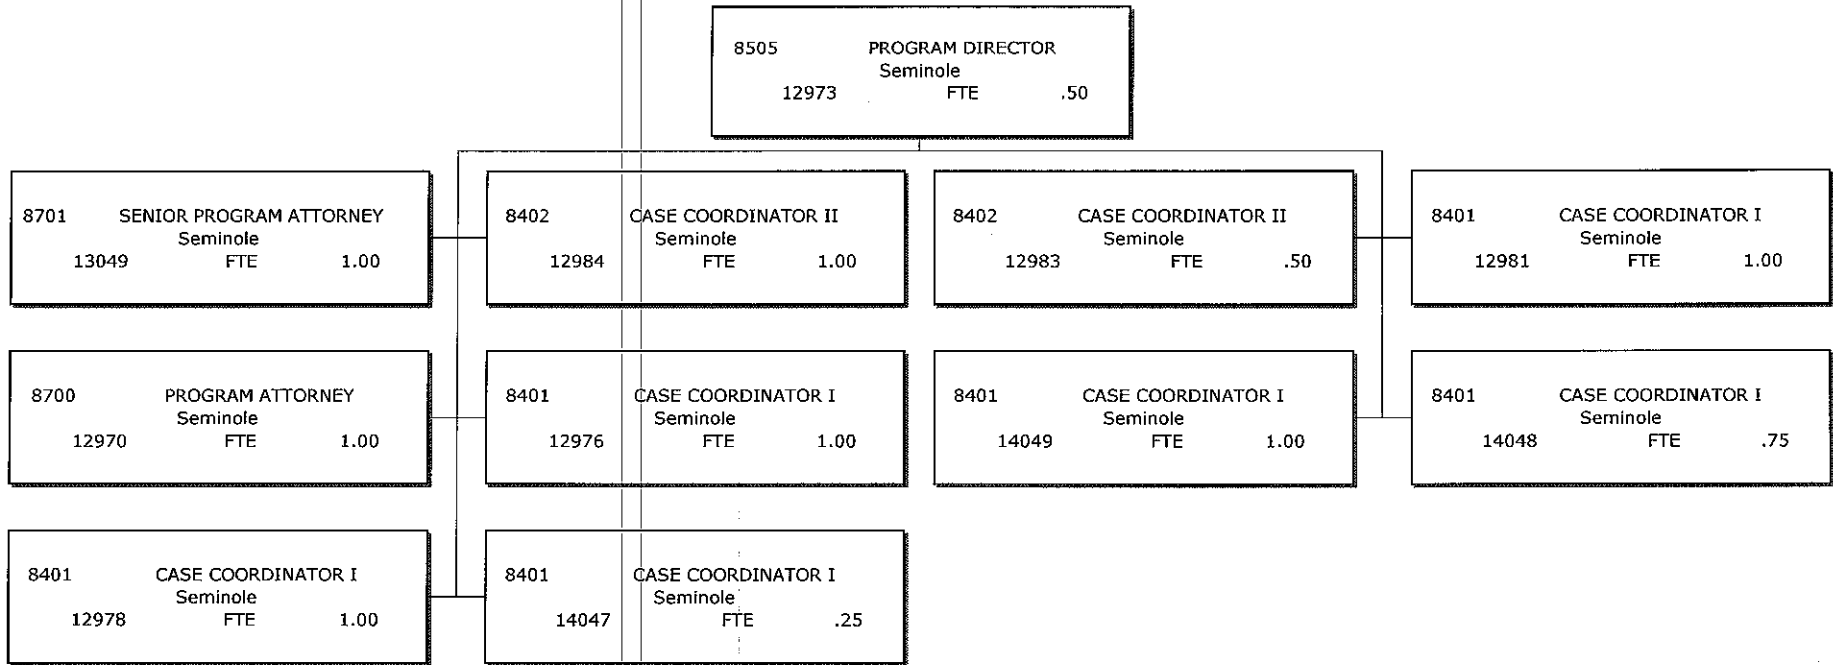 8505 PROGRAM DIRECTOR
Seminole
12973 FTE .50
8701 SENIOR PROGRAM ATTORNEY
Seminole
13049 FTE 1.00
8402 CASE COORDINATOR II
Seminole
12984 FTE 1.00
8402 CASE COORDINATOR II
Seminole
12983 FTE .50
8401 CASE COORDINATOR I
Seminole
12981 FTE 1.00
8700 PROGRAM ATTORNEY
Seminole
12970 FTE 1.00
8401 CASE COORDINATOR I
Seminole
12976 FTE 1.00
8401 CASE COORDINATOR I
Seminole
14049 FTE 1.00
8401 CASE COORDINATOR I
Seminole
14048 FTE .75
8401 CASE COORDINATOR I
Seminole
12978 FTE 1.00
8401 CASE COORDINATOR I
Seminole
14047 FTE .25